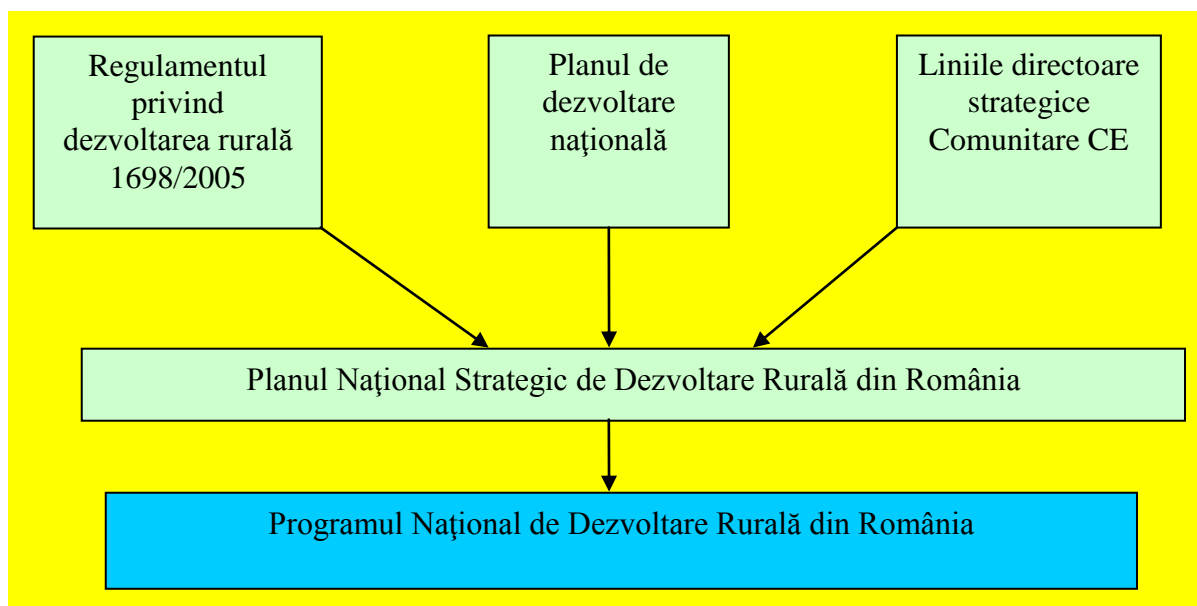 Regulamentul
privind
dezvoltarea rurală
1698/2005
Planul de
dezvoltare
naţională
Liniile directoare
strategice
Comunitare CE
Planul Naţional Strategic de Dezvoltare Rurală din România
Programul Naţional de Dezvoltare Rurală din România